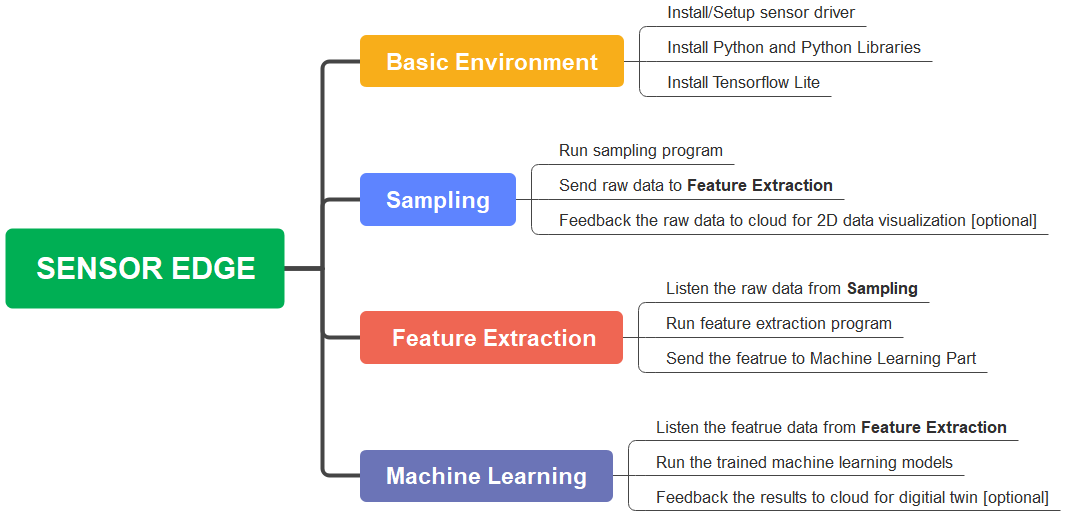 SENSOR EDGE
Basic Environment
Install/Setup sensor driver
Install Python and Python Libraries
Install Tensorflow Lite
Sampling
Run sampling program
Send raw data to Feature Extraction
Feedback the raw data to cloud for 2D data visualization [optional]
Feature Extraction
Listen the raw data from Sampling
Run feature extraction program
Send the featrue to Machine Learning Part
Machine Learning
Listen the featrue data from Feature Extraction
Run the trained machine learning models
Feedback the results to cloud for digitial twin [optional]